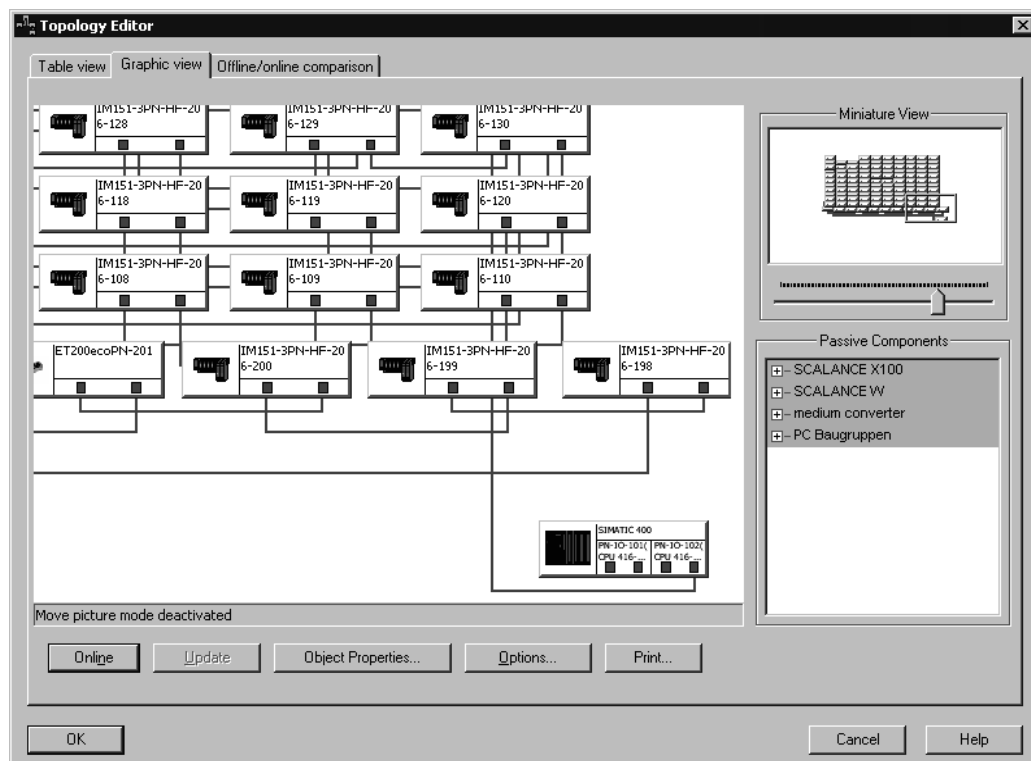 Topology Editor
Table view
Graphic view
Offline/online comparison
IM151-3PN-HF-20
6-128
IM151-3PN-HF-20
6-129
IM151-3PN-HF-20
6-130
IM151-3PN-HF-20
6-118
IM151-3PN-HF-20
6-119
IM151-3PN-HF-20
6-120
IM151-3PN-HF-20
6-108
IM151-3PN-HF-20
6-109
IM151-3PN-HF-20
6-110
ET200ecoPN-201
IM151-3PN-HF-20
6-200
IM151-3PN-HF-20
6-199
IM151-3PN-HF-20
6-198
SIMATIC 400
PN-IO-101(
CPU 416-...
PN-IO-102(
CPU 416-...
Move picture mode deactivated
Miniature View
Passive Components
SCALANCE X100
SCALANCE W
medium converter
PC Baugruppen
Online
Update
Object Properties...
Options...
Print...
OK
Cancel
Help